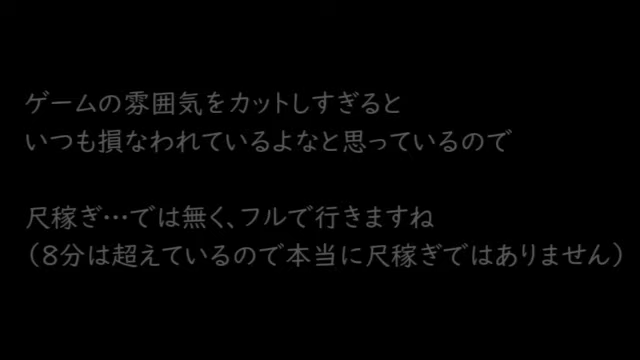 ゲームの雰囲気をカットしすぎると
いつも損なわれているよなと思っているので
尺稼ぎ…では無く、フルで行きますね
（８分は超えているので本当に尺稼ぎではありません）